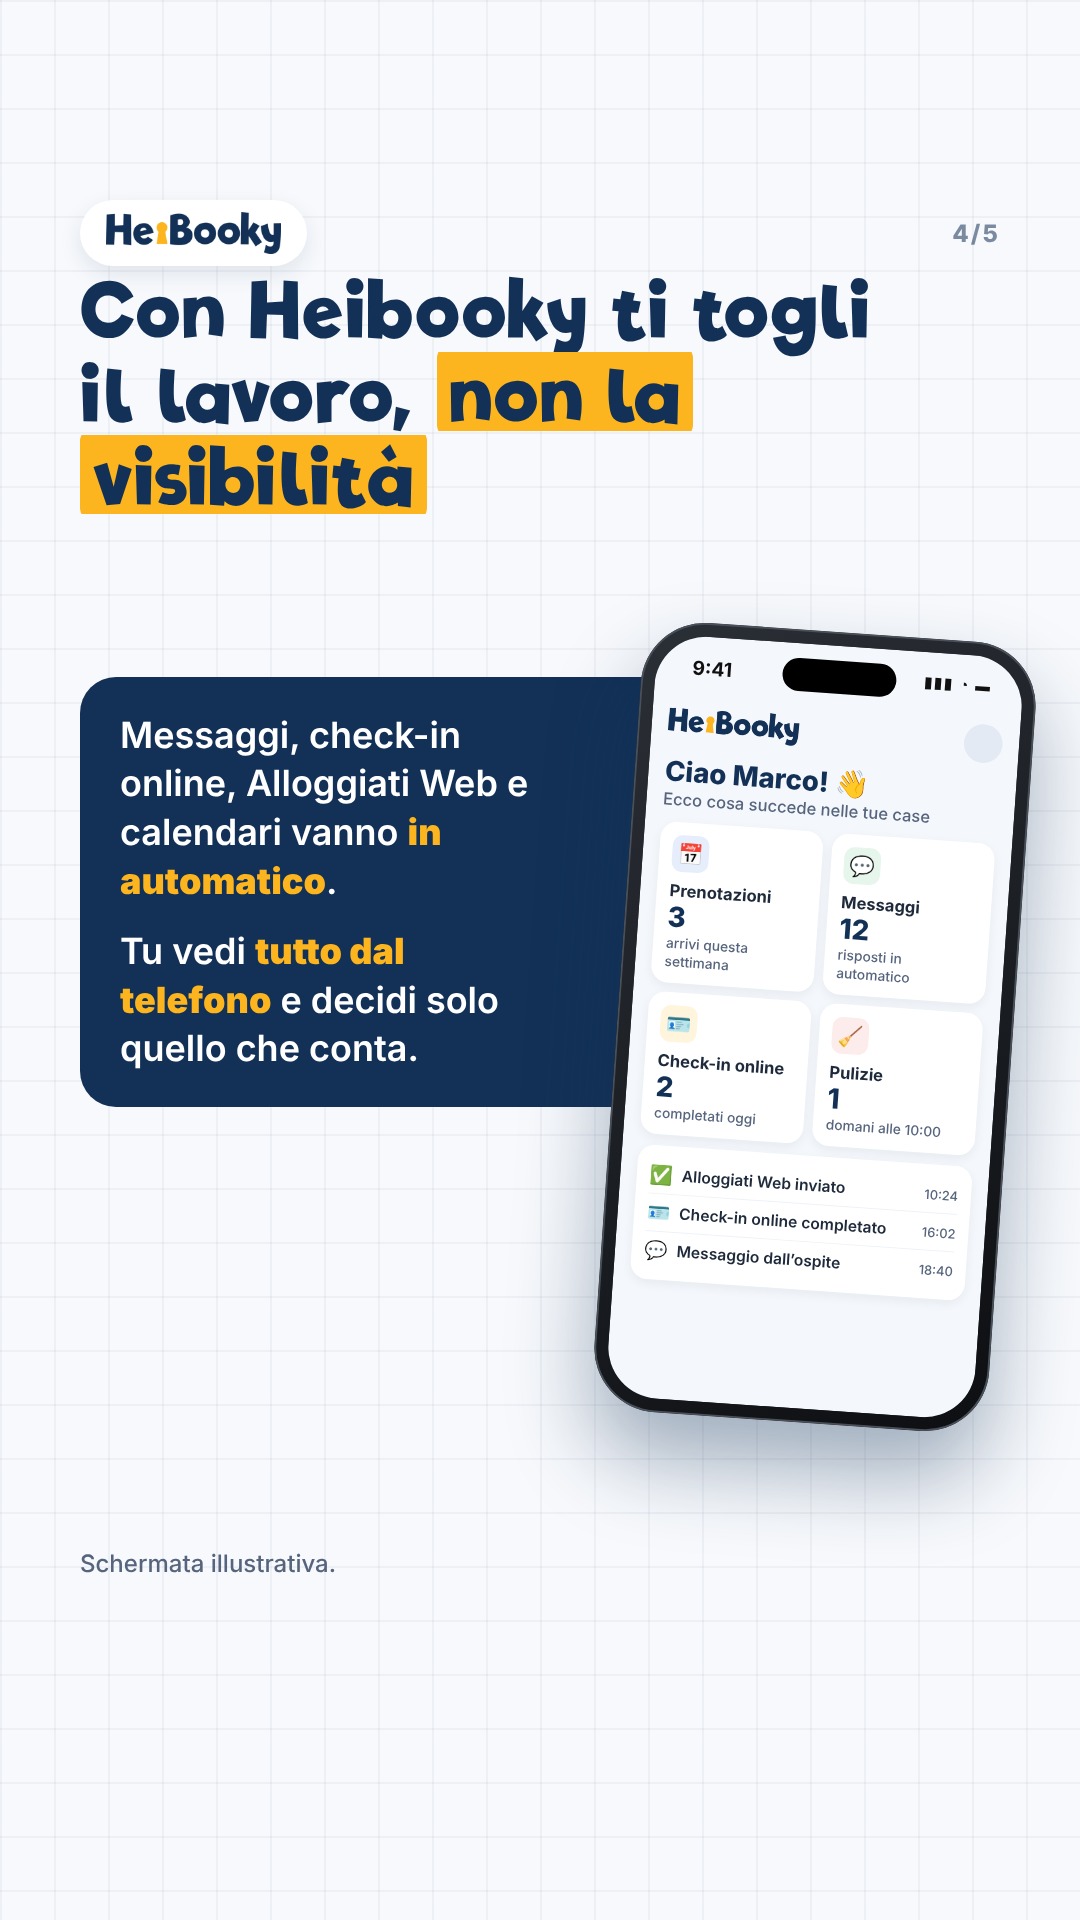 HeiBooky
4/5
Con Heibooky ti togli
il lavoro, non la
visibilità
Messaggi, check-in
online, Alloggiati Web e
calendari vanno in
automatico.
Tu vedi tutto dal
telefono e decidi solo
quello che conta.
9:41
HeiBooky
Ciao Marco! 👋
Ecco cosa succede nelle tue case
Prenotazioni
3
arrivi questa
settimana
Messaggi
12
risposti in
automatico
Check-in online
2
completati oggi
Pulizie
1
domani alle 10:00
Alloggiati Web inviato 10:24
Check-in online completato 16:02
Messaggio dall’ospite 18:40
Schermata illustrativa.